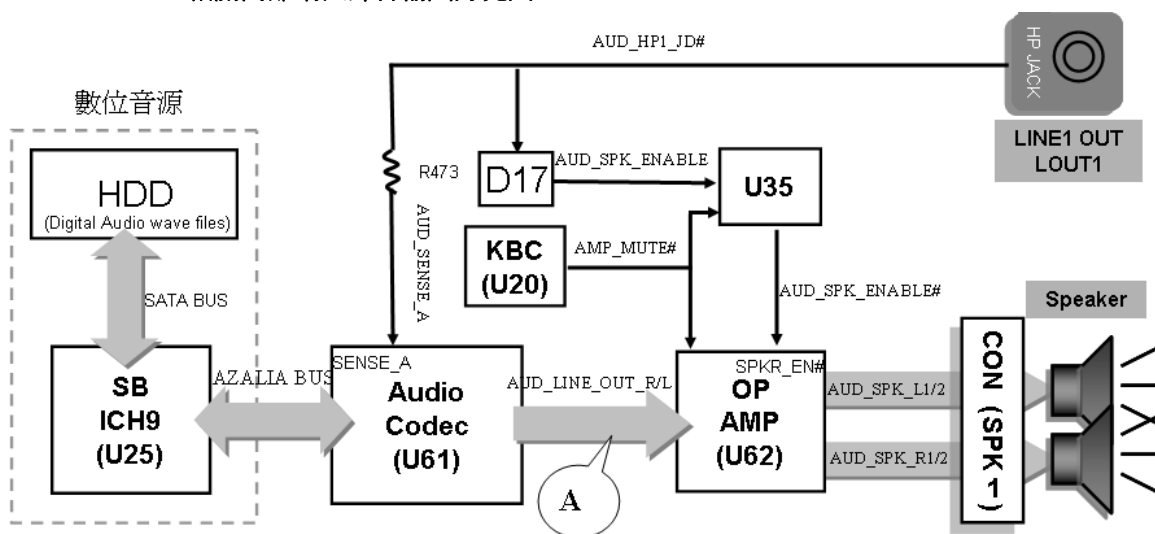 AUD_HP1_JD#
HP JACK
LINE1 OUT
LOUT1
數位音源
HDD
(Digital Audio wave files)
SATA BUS
SB
ICH9
(U25)
AZALIA BUS
R473
AUD_SENSE_A
D17
AUD_SPK_ENABLE
U35
KBC
(U20)
AMP_MUTE#
AUD_SPK_ENABLE#
SENSE_A
Audio
Codec
(U61)
AUD_LINE_OUT_R/L
A
SPKR_EN#
OP
AMP
(U62)
AUD_SPK_L1/2
AUD_SPK_R1/2
CON (SPK 1)
Speaker